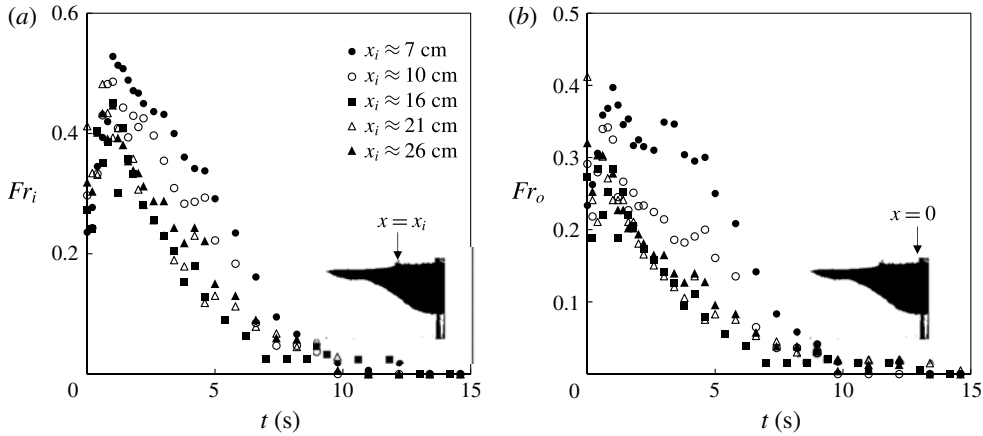 (a)
0.6
0.4
0.2
Fr_i
x_i ≈ 7 cm
x_i ≈ 10 cm
x_i ≈ 16 cm
x_i ≈ 21 cm
x_i ≈ 26 cm
x = x_i
0 5 10 15
t (s)
(b)
0.5
0.4
0.3
0.2
0.1
Fr_o
x = 0
0 5 10 15
t (s)